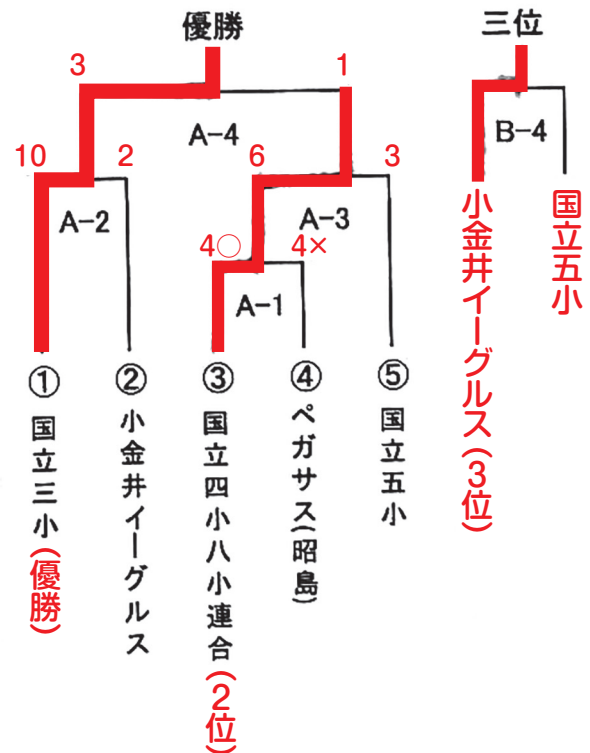 優勝
三位
3
1
A-4
B-4
10
2
6
3
A-2
A-3
4○
4×
A-1
小金井イーグルス(3位)
国立五小
①
②
③
④
⑤
国立三小(優勝)
小金井イーグルス
国立四小八小連合(2位)
ペガサス(昭島)
国立五小